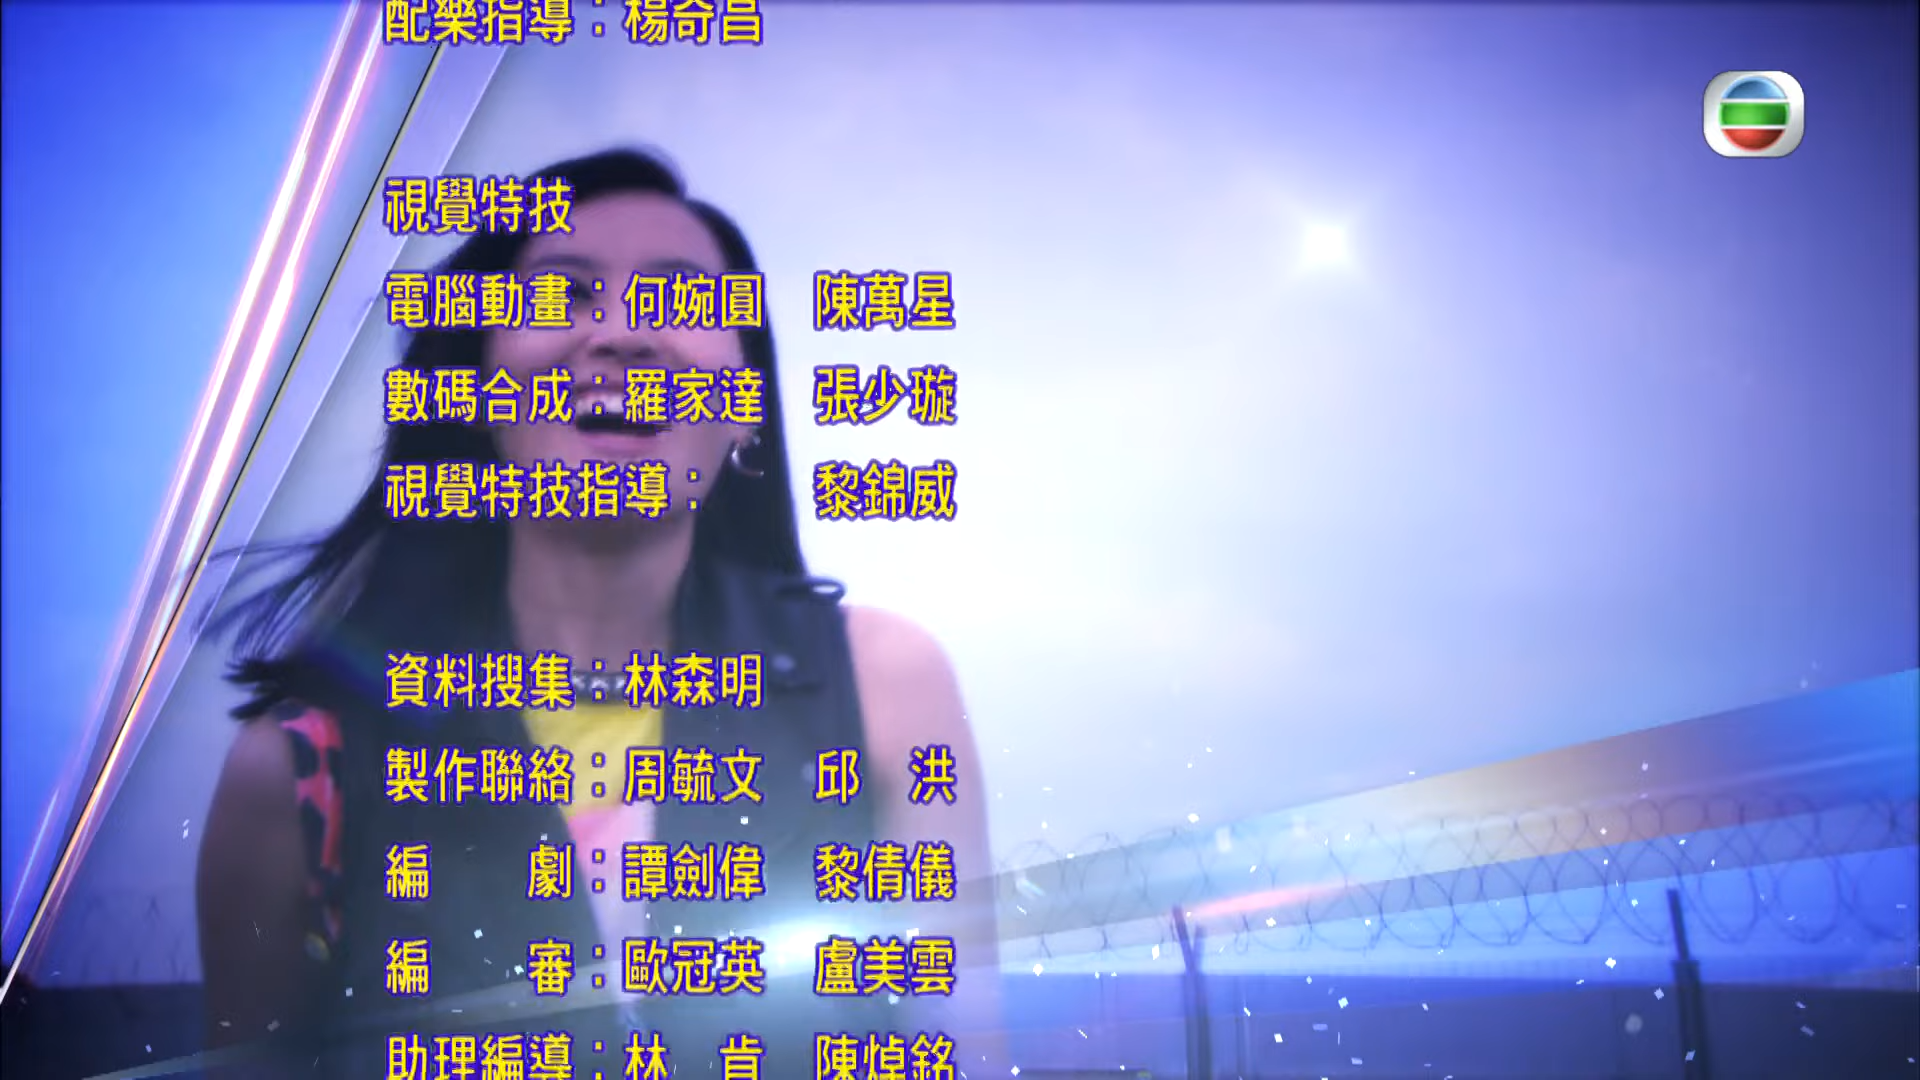 配樂指導：楊奇昌
視覺特技
電腦動畫：何婉圓　陳萬星
數碼合成：羅家達　張少璇
視覺特技指導：　　黎錦威
資料搜集：林森明
製作聯絡：周毓文　邱　洪
編　　劇：譚劍偉　黎倩儀
編　　審：歐冠英　盧美雲
助理編導：林　肯　陳焯銘